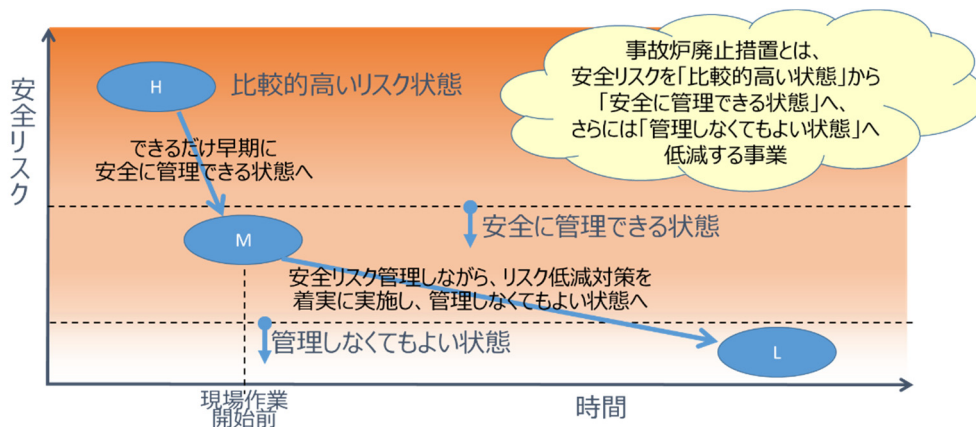 事故炉廃止措置とは、
安全リスクを「比較的高い状態」から
「安全に管理できる状態」へ、
さらには「管理しなくてもよい状態」へ
低減する事業
H
比較的高いリスク状態
安全リスク
できるだけ早期に
安全に管理できる状態へ
安全に管理できる状態
M
安全リスク管理しながら、リスク低減対策を
着実に実施し、管理しなくてもよい状態へ
管理しなくてもよい状態
L
現場作業
開始前
時間